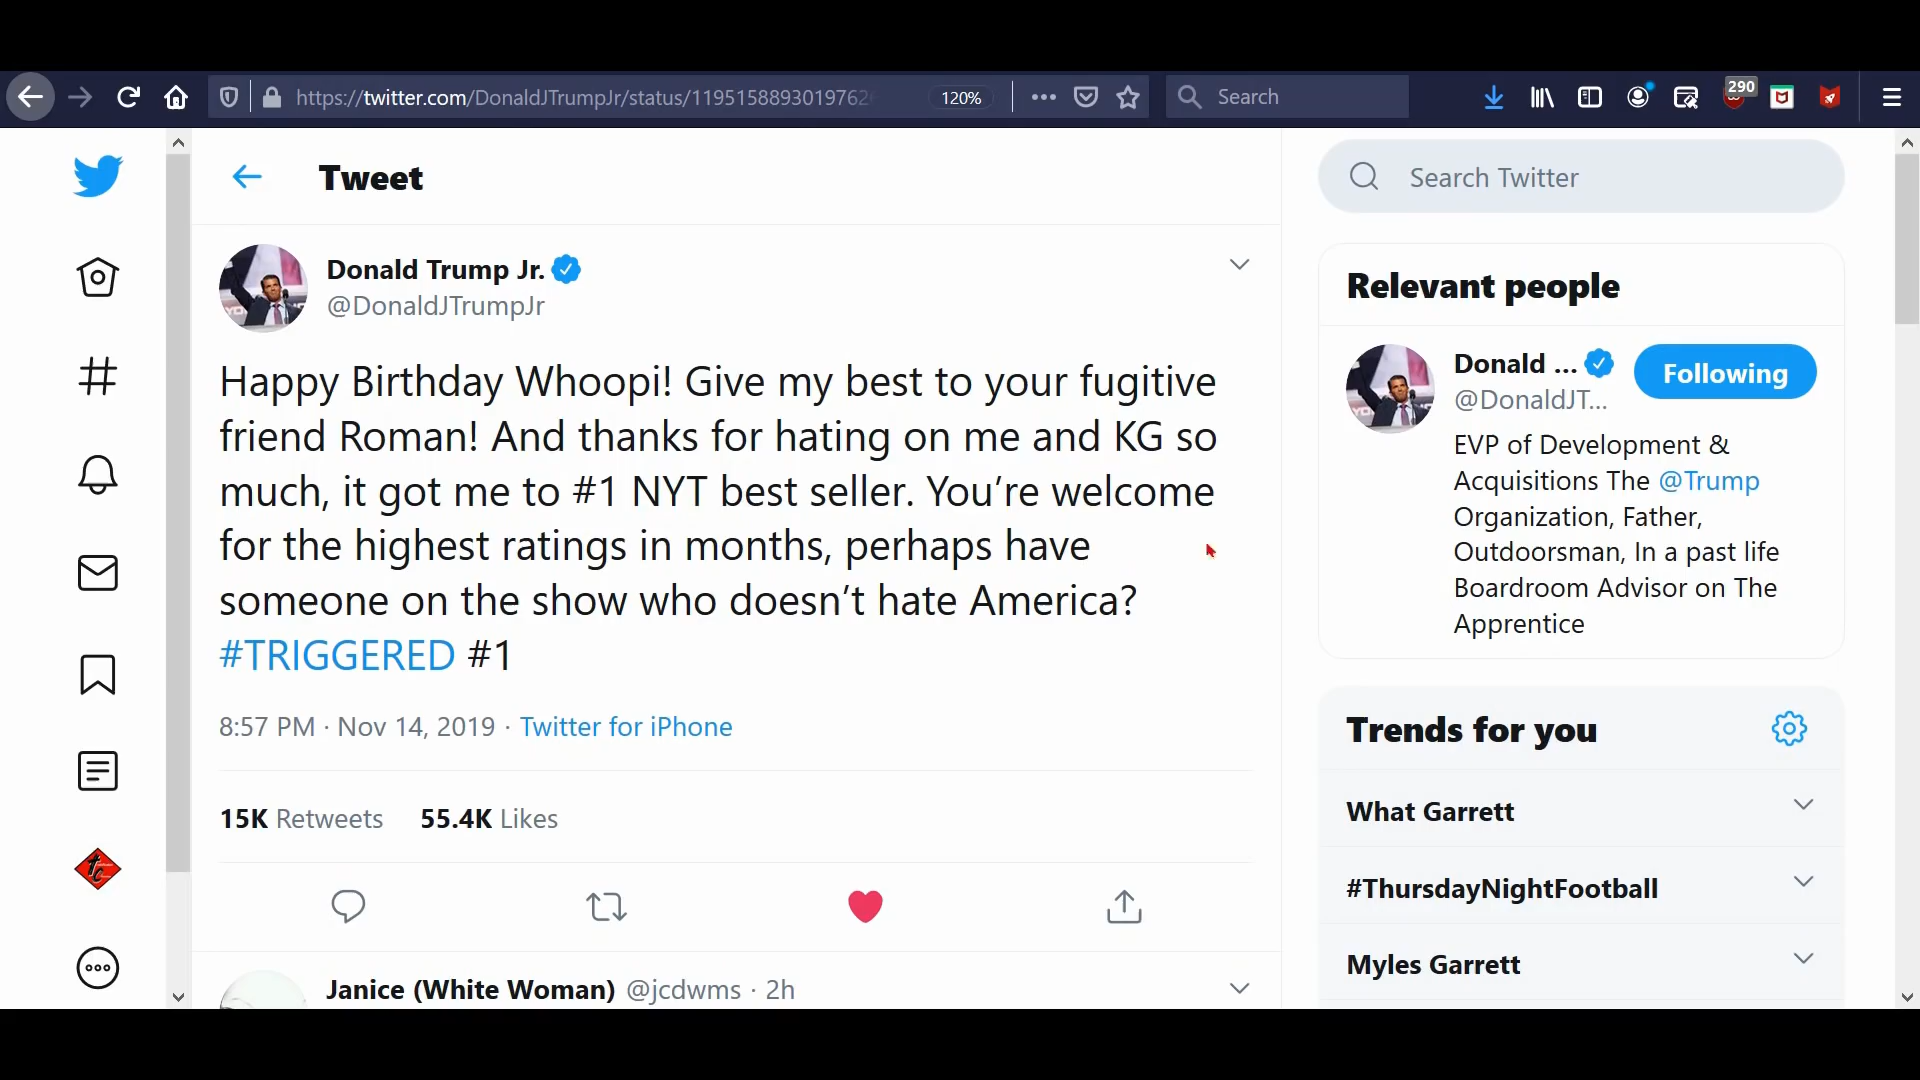 https://twitter.com/DonaldJTrumpJr/status/1195158893019762
120%
Search
290
Tweet
Donald Trump Jr.
@DonaldJTrumpJr
Happy Birthday Whoopi! Give my best to your fugitive
friend Roman! And thanks for hating on me and KG so
much, it got me to #1 NYT best seller. You’re welcome
for the highest ratings in months, perhaps have
someone on the show who doesn’t hate America?
#TRIGGERED #1
8:57 PM · Nov 14, 2019 · Twitter for iPhone
15K Retweets 55.4K Likes
Janice (White Woman) @jcdwms · 2h
Search Twitter
Relevant people
Donald ...
@DonaldJT...
Following
EVP of Development &
Acquisitions The @Trump
Organization, Father,
Outdoorsman, In a past life
Boardroom Advisor on The
Apprentice
Trends for you
What Garrett
#ThursdayNightFootball
Myles Garrett